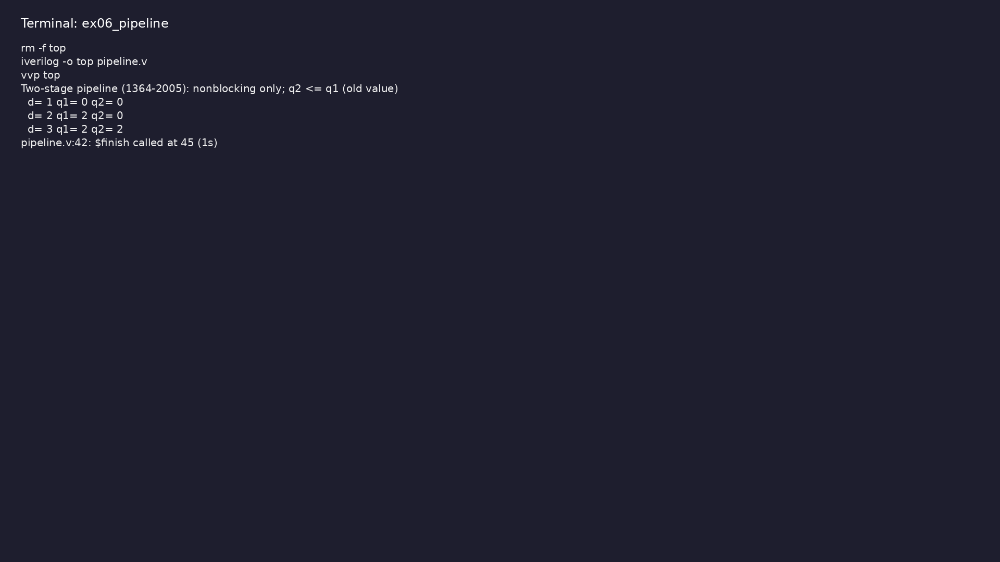 Terminal: ex06_pipeline
rm -f top
iverilog -o top pipeline.v
vvp top
Two-stage pipeline (1364-2005): nonblocking only; q2 <= q1 (old value)
  d= 1 q1= 0 q2= 0
  d= 2 q1= 2 q2= 0
  d= 3 q1= 2 q2= 2
pipeline.v:42: $finish called at 45 (1s)